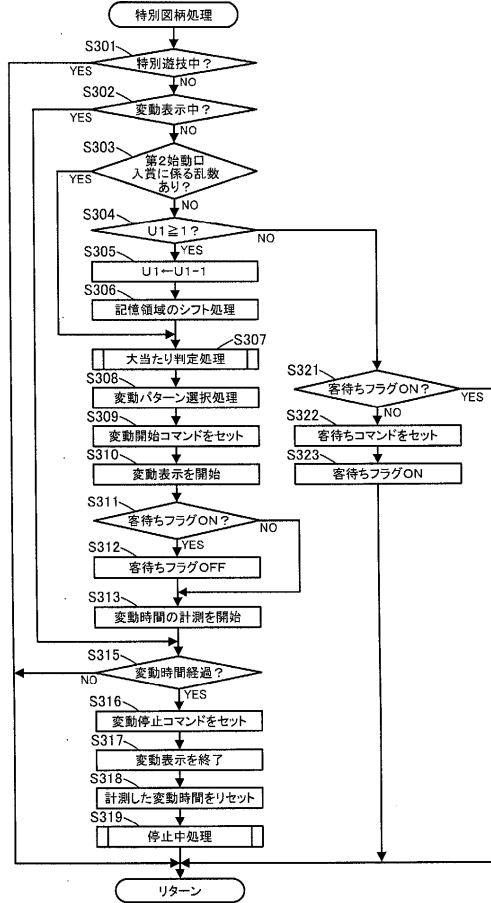 特別図柄処理
S301
特別遊技中？
YES
NO
S302
変動表示中？
YES
NO
S303
第2始動口
入賞に係る乱数
あり？
YES
NO
S304
U1≧1？
NO
YES
S305
U1←U1-1
S306
記憶領域のシフト処理
S307
大当たり判定処理
S308
変動パターン選択処理
S309
変動開始コマンドをセット
S310
変動表示を開始
S311
客待ちフラグON？
NO
YES
S312
客待ちフラグOFF
S313
変動時間の計測を開始
S315
変動時間経過？
NO
YES
S316
変動停止コマンドをセット
S317
変動表示を終了
S318
計測した変動時間をリセット
S319
停止中処理
S321
客待ちフラグON？
YES
NO
S322
客待ちコマンドをセット
S323
客待ちフラグON
リターン